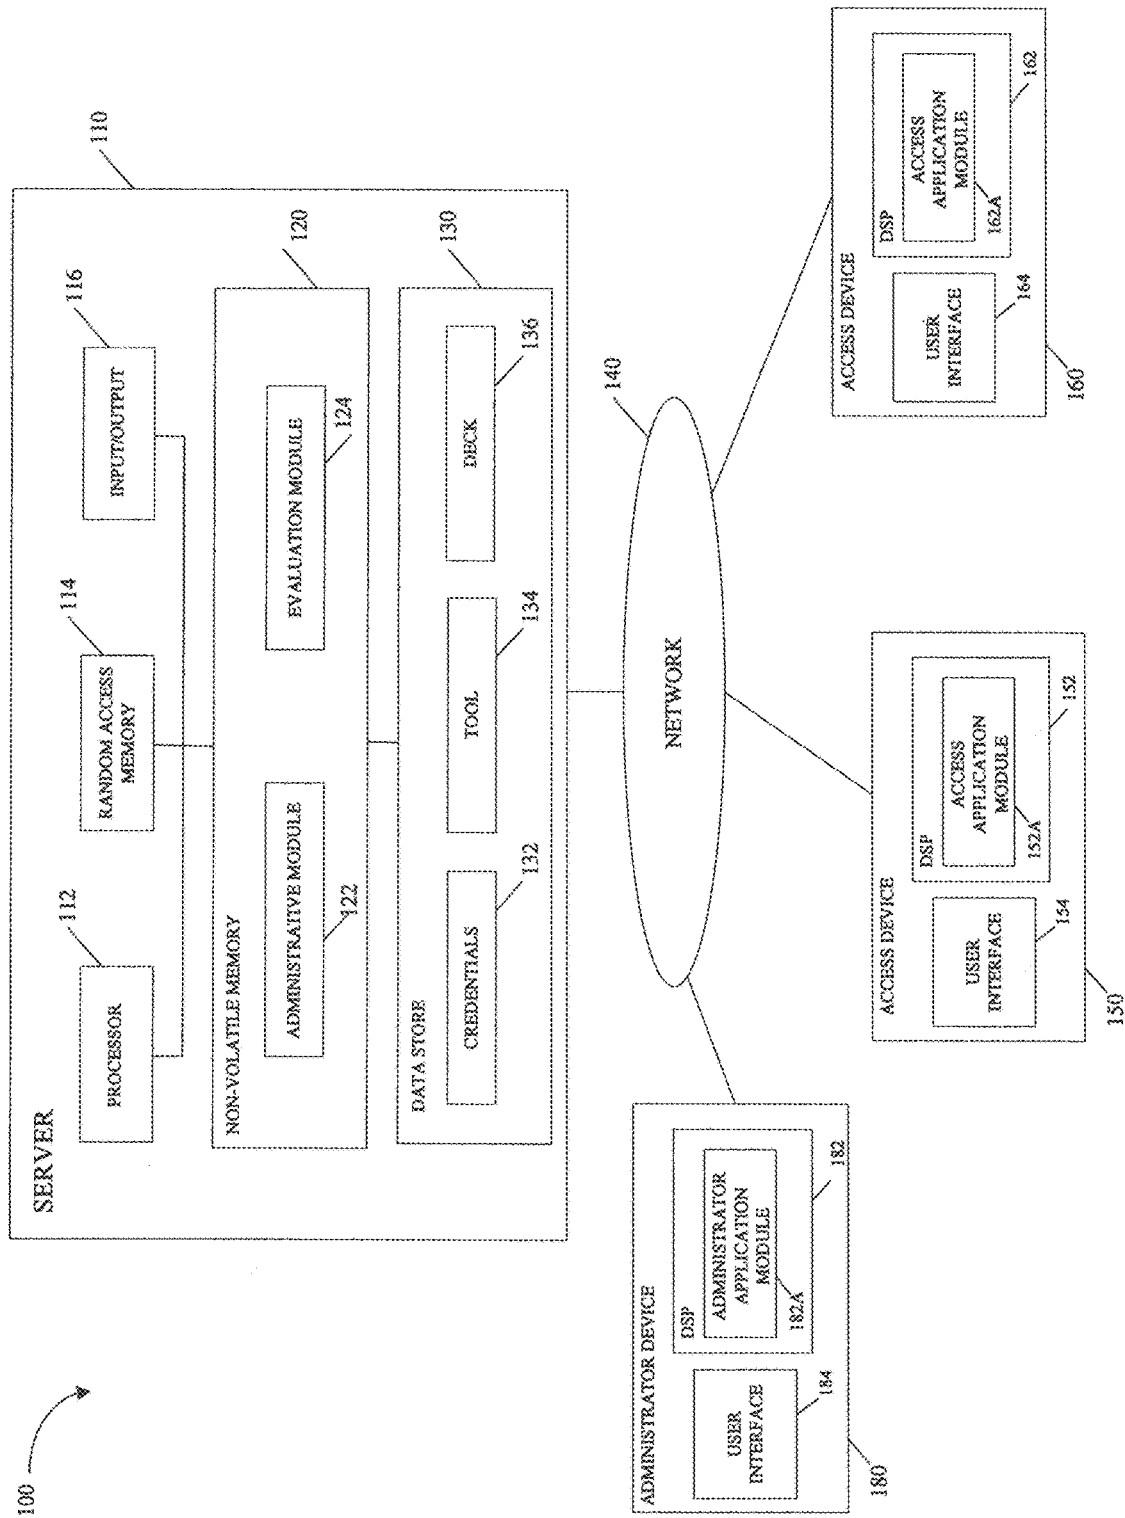 100
SERVER
110
PROCESSOR
112
RANDOM ACCESS
MEMORY
114
INPUT/OUTPUT
116
NON-VOLATILE MEMORY
120
ADMINISTRATIVE MODULE
122
EVALUATION MODULE
124
DATA STORE
130
CREDENTIALS
132
TOOL
134
DECK
136
NETWORK
140
ADMINISTRATOR DEVICE
USER
INTERFACE
184
DSP
ADMINISTRATOR
APPLICATION
MODULE
182A
182
180
ACCESS DEVICE
USER
INTERFACE
154
DSP
ACCESS
APPLICATION
MODULE
152A
152
150
ACCESS DEVICE
USER
INTERFACE
164
DSP
ACCESS
APPLICATION
MODULE
162A
162
160